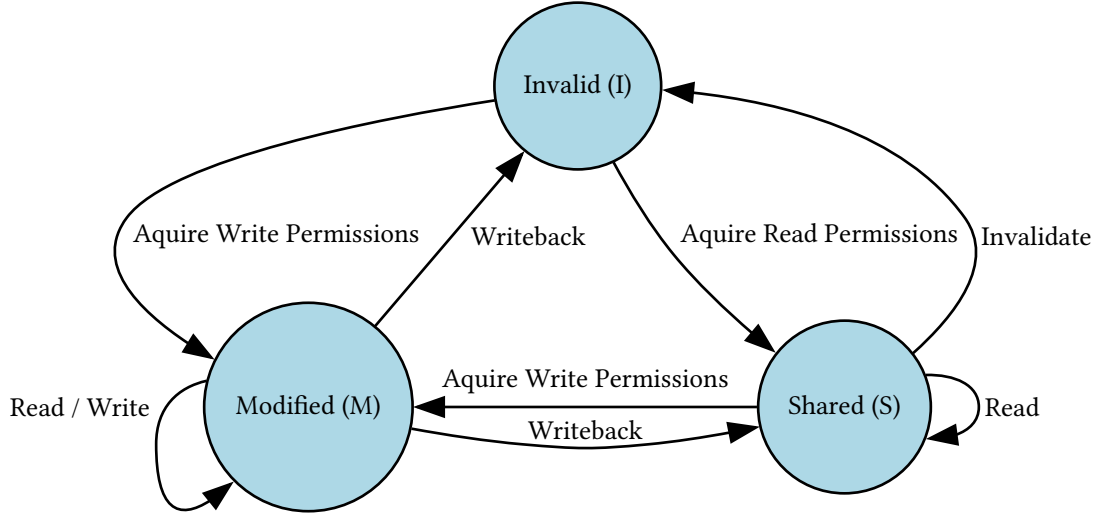 Invalid (I)
Aquire Write Permissions
Writeback
Aquire Read Permissions
Invalidate
Aquire Write Permissions
Read / Write
Modified (M)
Shared (S)
Read
Writeback